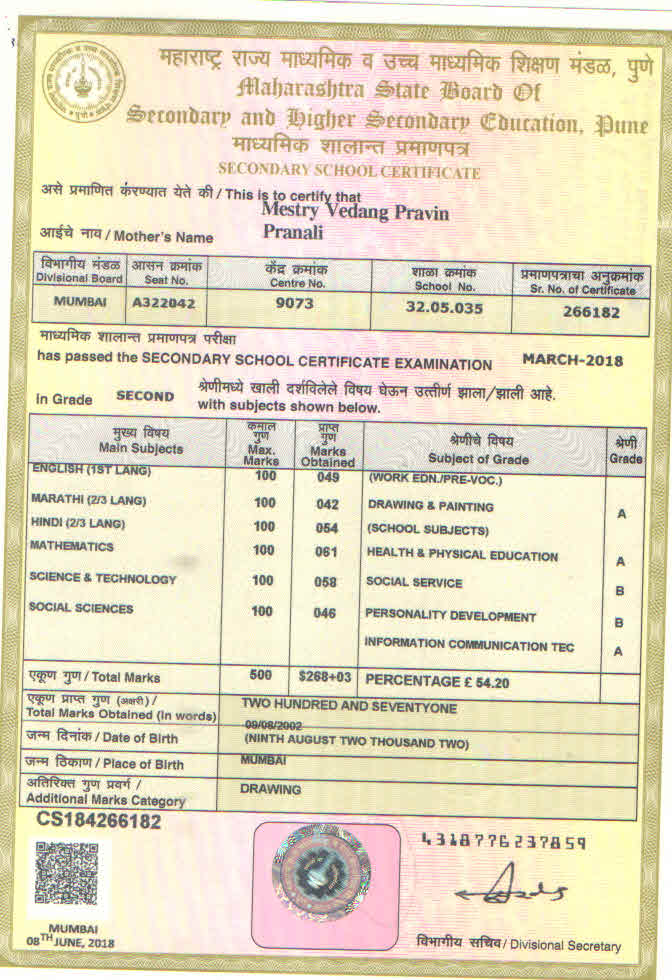 महाराष्ट्र राज्य माध्यमिक व उच्च माध्यमिक शिक्षण मंडळ, पुणे
Maharashtra State Board Of
Secondary and Higher Secondary Education, Pune
माध्यमिक शालान्त प्रमाणपत्र
SECONDARY SCHOOL CERTIFICATE
असे प्रमाणित करण्यात येते की / This is to certify that
Mestry Vedang Pravin
आईचे नाव / Mother's Name Pranali
विभागीय मंडळ आसन क्रमांक केंद्र क्रमांक शाळा क्रमांक प्रमाणपत्राचा अनुक्रमांक
Divisional Board Seat No. Centre No. School No. Sr. No. of Certificate
MUMBAI A322042 9073 32.05.035 266182
माध्यमिक शालान्त प्रमाणपत्र परीक्षा
has passed the SECONDARY SCHOOL CERTIFICATE EXAMINATION MARCH-2018
in Grade SECOND श्रेणीमध्ये खाली दर्शविलेले विषय घेऊन उत्तीर्ण झाला/झाली आहे.
with subjects shown below.
मुख्य विषय कमाल गुण प्राप्त गुण श्रेणीचे विषय श्रेणी
Main Subjects Max. Marks Marks Obtained Subject of Grade Grade
ENGLISH (1ST LANG) 100 049 (WORK EDN./PRE-VOC.)
MARATHI (2/3 LANG) 100 042 DRAWING & PAINTING A
HINDI (2/3 LANG) 100 054 (SCHOOL SUBJECTS)
MATHEMATICS 100 061 HEALTH & PHYSICAL EDUCATION A
SCIENCE & TECHNOLOGY 100 058 SOCIAL SERVICE B
SOCIAL SCIENCES 100 046 PERSONALITY DEVELOPMENT B
INFORMATION COMMUNICATION TEC A
एकूण गुण / Total Marks 500 $268+03 PERCENTAGE £ 54.20
एकूण प्राप्त गुण (अक्षरी) /
Total Marks Obtained (in words) TWO HUNDRED AND SEVENTYONE
09/08/2002
जन्म दिनांक / Date of Birth (NINTH AUGUST TWO THOUSAND TWO)
जन्म ठिकाण / Place of Birth MUMBAI
अतिरिक्त गुण प्रवर्ग /
Additional Marks Category DRAWING
CS184266182
4318776237859
MUMBAI
08TH JUNE, 2018
विभागीय सचिव / Divisional Secretary